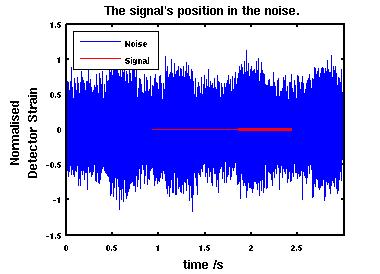 The signal's position in the noise.
1.5
1
0.5
0
-0.5
-1
-1.5
Normalised
Detector Strain
Noise
Signal
0 0.5 1 1.5 2 2.5
time /s